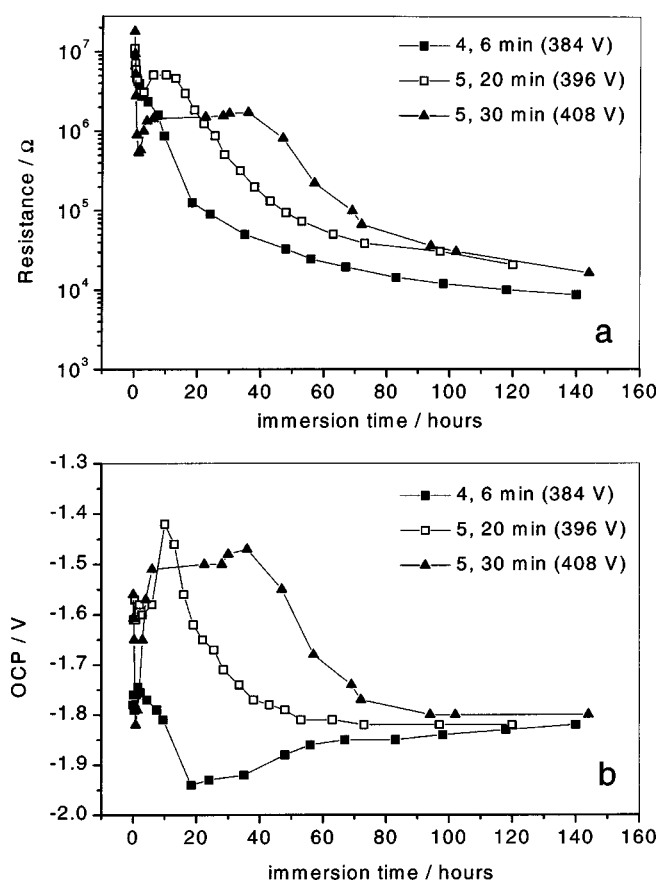 10⁷
10⁶
10⁵
10⁴
10³
Resistance / Ω
4, 6 min (384 V)
5, 20 min (396 V)
5, 30 min (408 V)
a
0 20 40 60 80 100 120 140 160
immersion time / hours
-1.3
-1.4
-1.5
-1.6
-1.7
-1.8
-1.9
-2.0
OCP / V
4, 6 min (384 V)
5, 20 min (396 V)
5, 30 min (408 V)
b
0 20 40 60 80 100 120 140 160
immersion time / hours